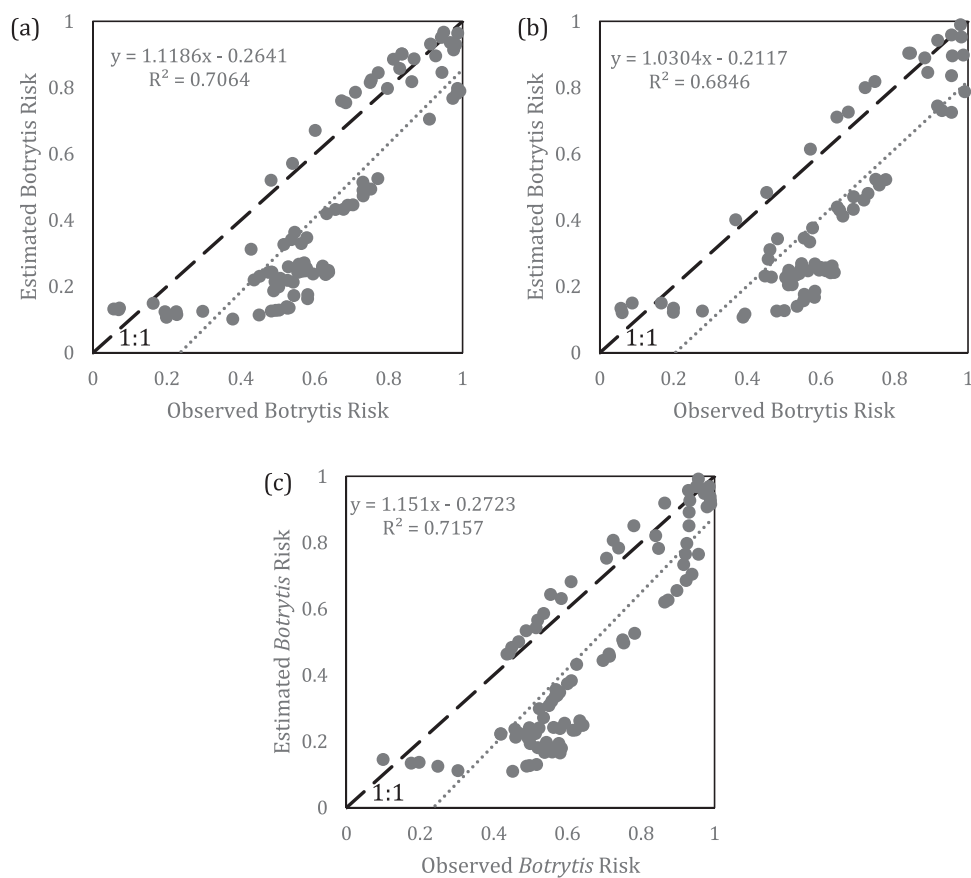 (a)
y = 1.1186x - 0.2641
R² = 0.7064
1
0.8
0.6
0.4
0.2
0
Estimated Botrytis Risk
1:1
0 0.2 0.4 0.6 0.8 1
Observed Botrytis Risk
(b)
y = 1.0304x - 0.2117
R² = 0.6846
1
0.8
0.6
0.4
0.2
0
Estimated Botrytis Risk
1:1
0 0.2 0.4 0.6 0.8 1
Observed Botrytis Risk
(c)
y = 1.151x - 0.2723
R² = 0.7157
1
0.8
0.6
0.4
0.2
0
Estimated Botrytis Risk
1:1
0 0.2 0.4 0.6 0.8 1
Observed Botrytis Risk